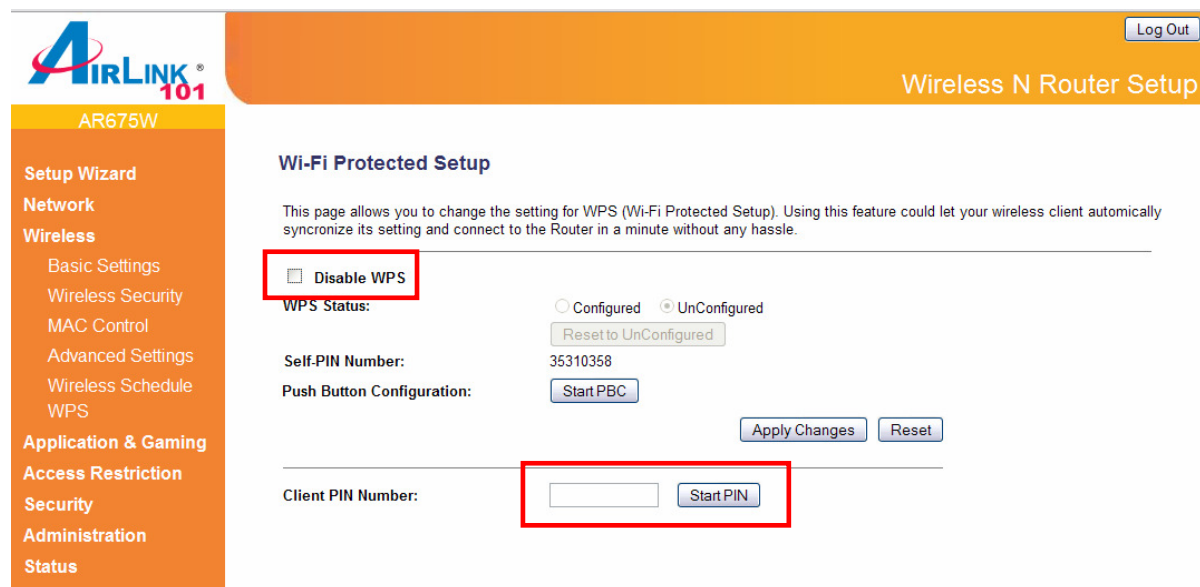 Log Out
AIRLINK ®
101
Wireless N Router Setup
AR675W
Setup Wizard
Network
Wireless
Basic Settings
Wireless Security
MAC Control
Advanced Settings
Wireless Schedule
WPS
Application & Gaming
Access Restriction
Security
Administration
Status
Wi-Fi Protected Setup
This page allows you to change the setting for WPS (Wi-Fi Protected Setup). Using this feature could let your wireless client automically
syncronize its setting and connect to the Router in a minute without any hassle.
Disable WPS
WPS Status: Configured UnConfigured
Reset to UnConfigured
Self-PIN Number: 35310358
Push Button Configuration: Start PBC
Apply Changes Reset
Client PIN Number: Start PIN